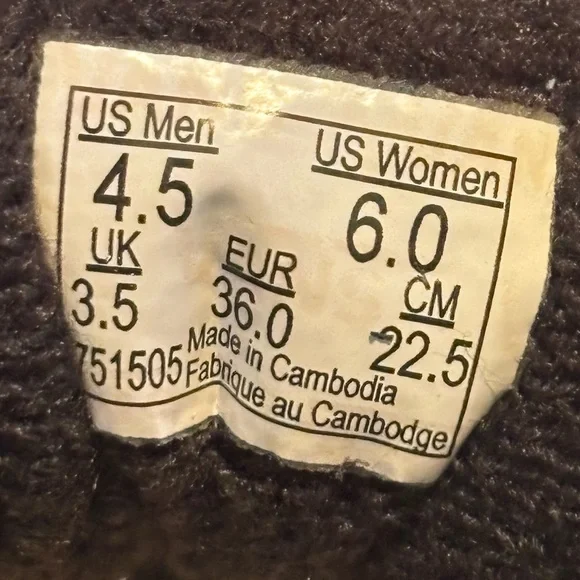 US Men
4.5
US Women
6.0
UK
3.5
EUR
36.0
CM
22.5
751505
Made in Cambodia
Fabrique au Cambodge